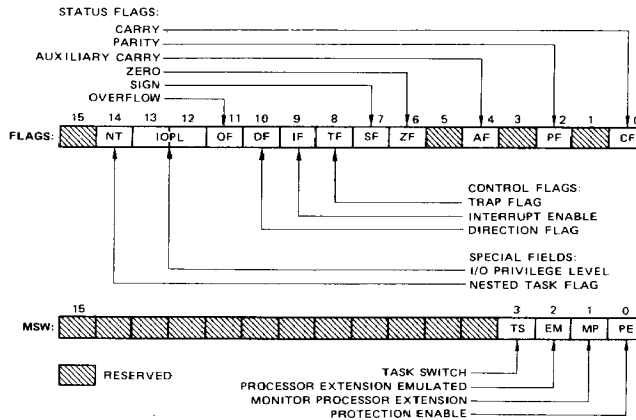 STATUS FLAGS:
CARRY
PARITY
AUXILIARY CARRY
ZERO
SIGN
OVERFLOW
15 14 13 12 11 10 9 8 7 6 5 4 3 2 1 0
FLAGS: NT IOPL OF DF IF TF SF ZF AF PF CF
CONTROL FLAGS:
TRAP FLAG
INTERRUPT ENABLE
DIRECTION FLAG
SPECIAL FIELDS:
I/O PRIVILEGE LEVEL
NESTED TASK FLAG
15 3 2 1 0
MSW: TS EM MP PE
RESERVED
TASK SWITCH
PROCESSOR EXTENSION EMULATED
MONITOR PROCESSOR EXTENSION
PROTECTION ENABLE